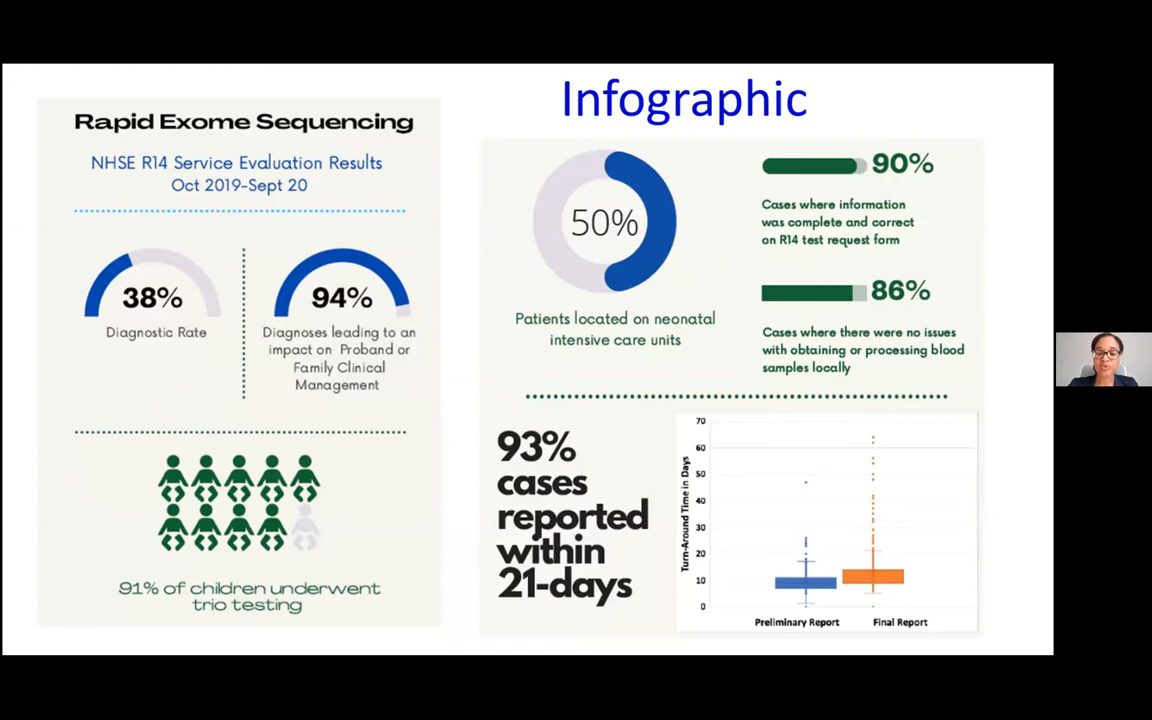 Infographic
Rapid Exome Sequencing
NHSE R14 Service Evaluation Results
Oct 2019-Sept 20
38%
Diagnostic Rate
94%
Diagnoses leading to an
impact on Proband or
Family Clinical
Management
91% of children underwent
trio testing
50%
Patients located on neonatal
intensive care units
90%
Cases where information
was complete and correct
on R14 test request form
86%
Cases where there were no issues
with obtaining or processing blood
samples locally
93%
cases
reported
within
21-days
Turn-Around Time in Days
70
60
50
40
30
20
10
0
Preliminary Report
Final Report